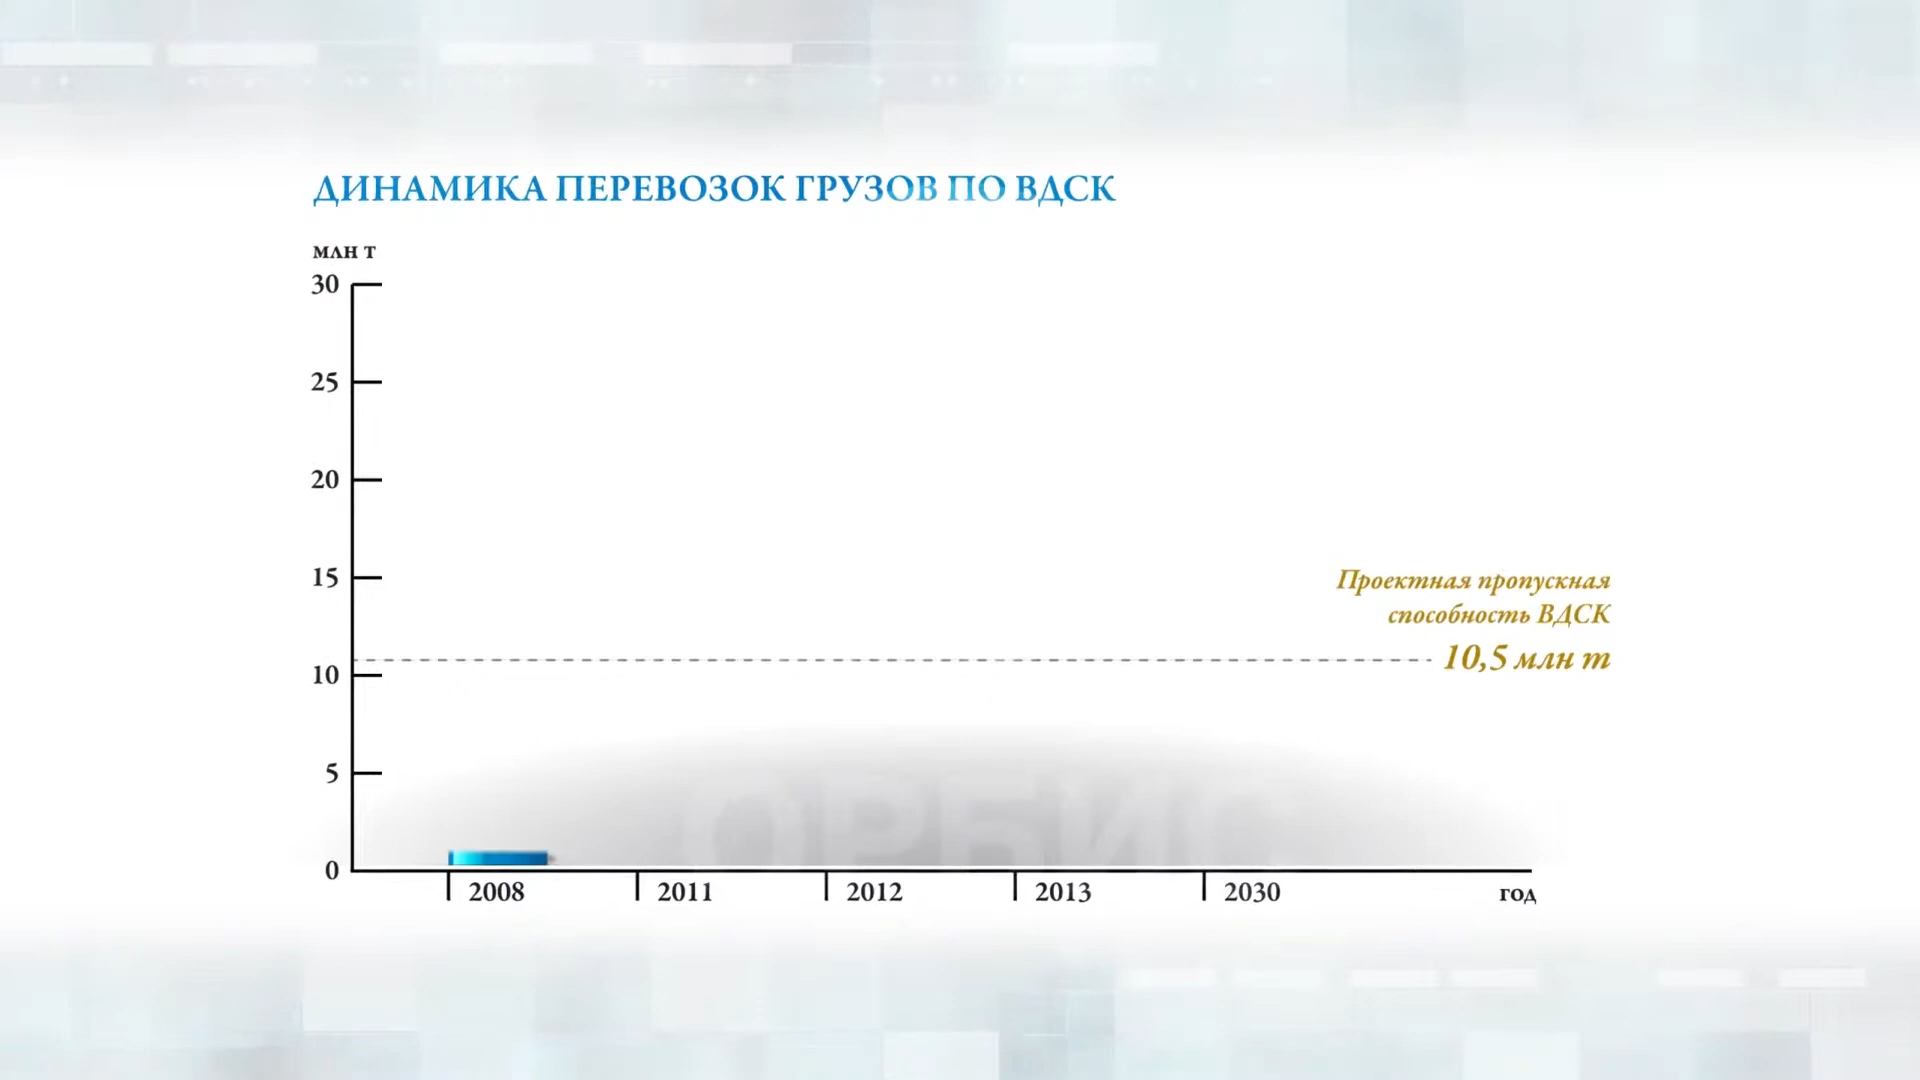 ДИНАМИКА ПЕРЕВОЗОК ГРУЗОВ ПО ВДСК
млн т
30
25
20
15
Проектная пропускная
способность ВДСК
10,5 млн т
10
5
ОРБИС
0
2008 2011 2012 2013 2030 год